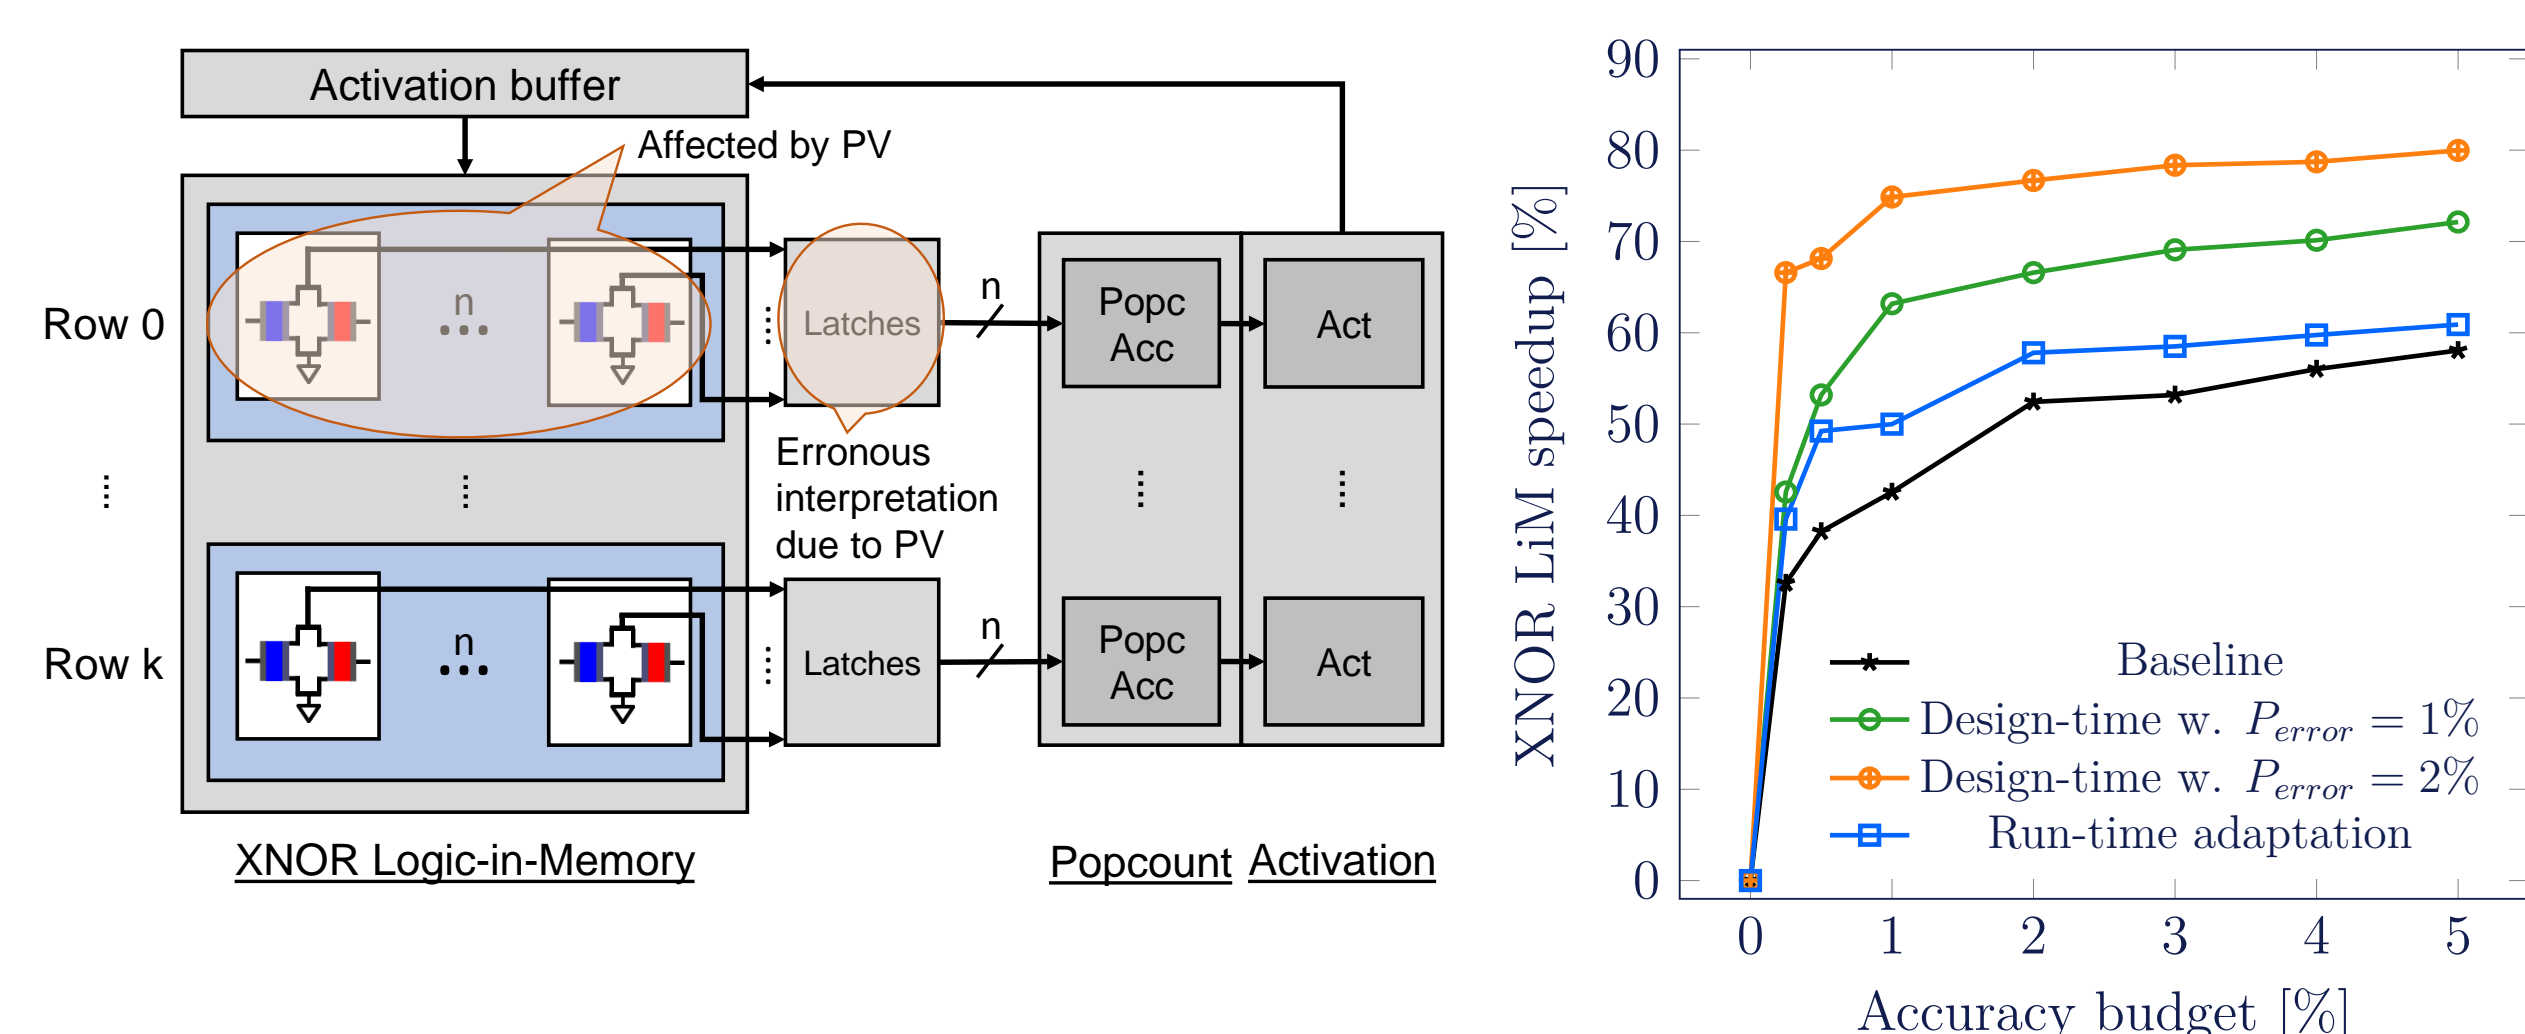 Activation buffer
Affected by PV
Row 0
n
...
Latches
n
Popc
Acc
Act
Erronous
interpretation
due to PV
Row k
n
...
Latches
n
Popc
Acc
Act
XNOR Logic-in-Memory
Popcount
Activation
XNOR LiM speedup [%]
90
80
70
60
50
40
30
20
10
0
Baseline
Design-time w. P_error = 1%
Design-time w. P_error = 2%
Run-time adaptation
0 1 2 3 4 5
Accuracy budget [%]